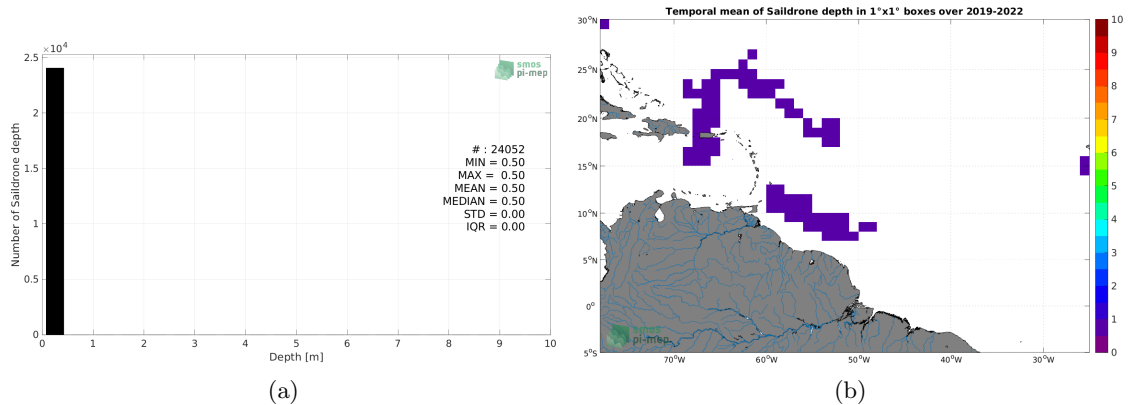 ×10⁴
2.5
2
1.5
1
0.5
0
0 1 2 3 4 5 6 7 8 9 10
Number of Saildrone depth
Depth [m]
smos
pi-mep
# : 24052
MIN = 0.50
MAX = 0.50
MEAN = 0.50
MEDIAN = 0.50
STD = 0.00
IQR = 0.00
(a)
Temporal mean of Saildrone depth in 1°x1° boxes over 2019-2022
30°N
25°N
20°N
15°N
10°N
5°N
0°
5°S
70°W 60°W 50°W 40°W 30°W
smos
pi-mep
10
9
8
7
6
5
4
3
2
1
0
(b)